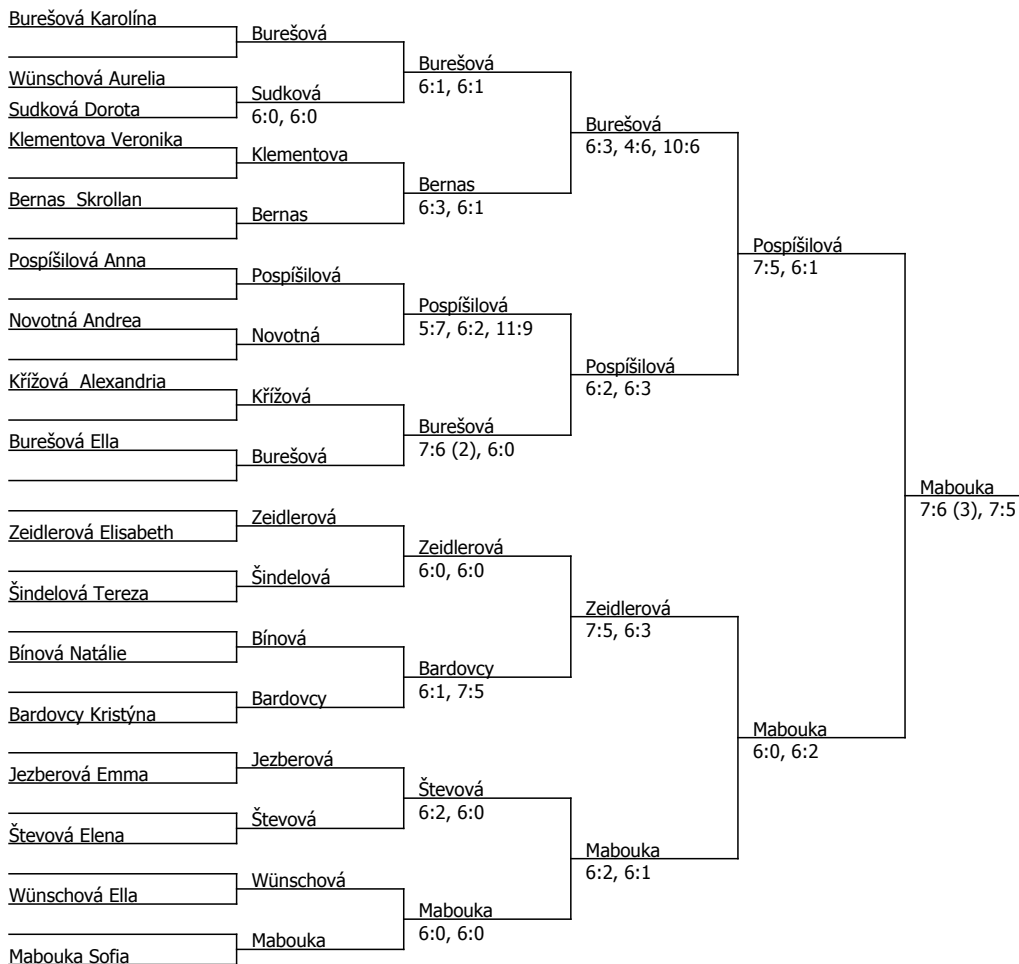 Burešová Karolína
Wünschová Aurelia
Sudková Dorota
Klementova Veronika
Bernas  Skrollan
Pospíšilová Anna
Novotná Andrea
Křížová  Alexandria
Burešová Ella
Zeidlerová Elisabeth
Šindelová Tereza
Bínová Natálie
Bardovcy Kristýna
Jezberová Emma
Števová Elena
Wünschová Ella
Mabouka Sofia
Burešová
Sudková
6:0, 6:0
Klementova
Bernas
Pospíšilová
Novotná
Křížová
Burešová
Zeidlerová
Šindelová
Bínová
Bardovcy
Jezberová
Števová
Wünschová
Mabouka
Burešová
6:1, 6:1
Bernas
6:3, 6:1
Pospíšilová
5:7, 6:2, 11:9
Burešová
7:6 (2), 6:0
Zeidlerová
6:0, 6:0
Bardovcy
6:1, 7:5
Števová
6:2, 6:0
Mabouka
6:0, 6:0
Burešová
6:3, 4:6, 10:6
Pospíšilová
6:2, 6:3
Zeidlerová
7:5, 6:3
Mabouka
6:2, 6:1
Pospíšilová
7:5, 6:1
Mabouka
6:0, 6:2
Mabouka
7:6 (3), 7:5